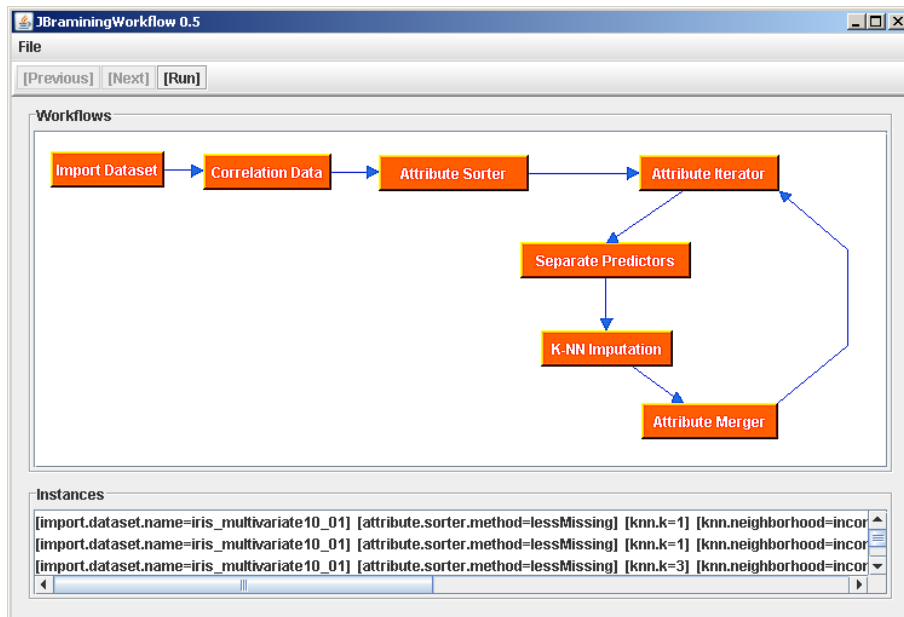 JBraminingWorkflow 0.5
File
[Previous] [Next] [Run]
Workflows
Import Dataset
Correlation Data
Attribute Sorter
Attribute Iterator
Separate Predictors
K-NN Imputation
Attribute Merger
Instances
[import.dataset.name=iris_multivariate10_01] [attribute.sorter.method=lessMissing] [knn.k=1] [knn.neighborhood=incor
[import.dataset.name=iris_multivariate10_01] [attribute.sorter.method=lessMissing] [knn.k=1] [knn.neighborhood=incor
[import.dataset.name=iris_multivariate10_01] [attribute.sorter.method=lessMissing] [knn.k=3] [knn.neighborhood=incor